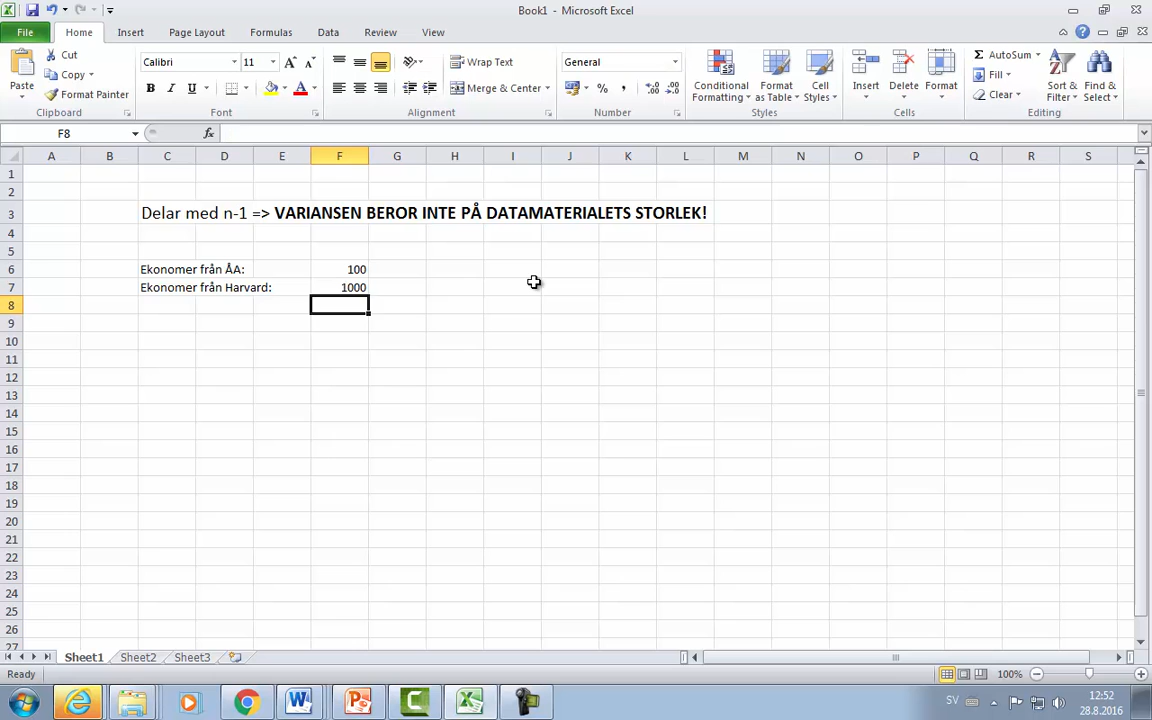 Book1 - Microsoft Excel
File Home Insert Page Layout Formulas Data Review View
Paste
Cut
Copy
Format Painter
Clipboard
Calibri 11
B I U
Font
Wrap Text
Merge & Center
Alignment
General
Number
Conditional Formatting
Format as Table
Cell Styles
Styles
Insert Delete Format
Cells
AutoSum
Fill
Clear
Sort & Filter
Find & Select
Editing
F8 fx
A B C D E F G H I J K L M N O P Q R S
1
2
3 Delar med n-1 => VARIANSEN BEROR INTE PÅ DATAMATERIALETS STORLEK!
4
5
6 Ekonomer från ÅA: 100
7 Ekonomer från Harvard: 1000
8
9
10
11
12
13
14
15
16
17
18
19
20
21
22
23
24
25
26
27
Sheet1 Sheet2 Sheet3
Ready 100%
SV 12:52
28.8.2016